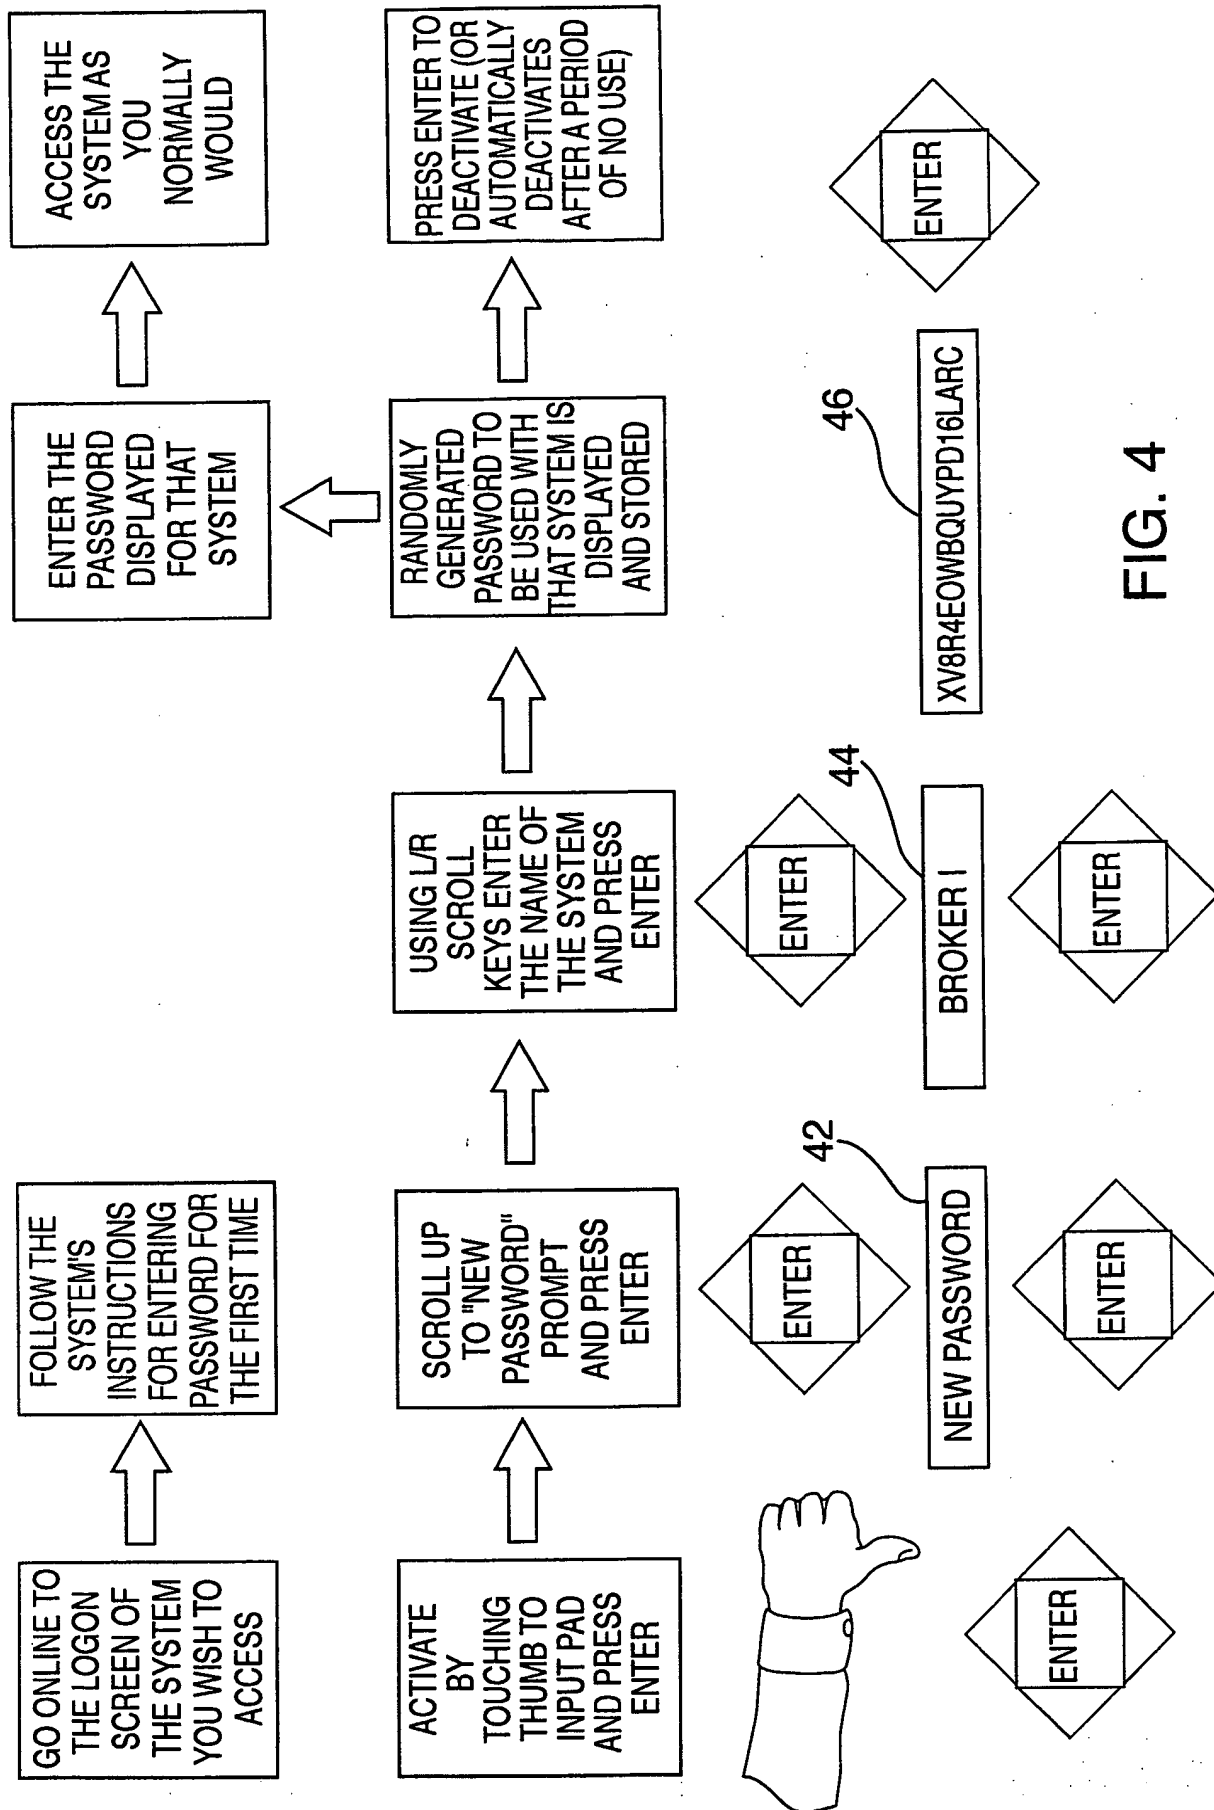 GO ONLINE TO
THE LOGON
SCREEN OF
THE SYSTEM
YOU WISH TO
ACCESS
FOLLOW THE
SYSTEM'S
INSTRUCTIONS
FOR ENTERING
PASSWORD FOR
THE FIRST TIME
ENTER THE
PASSWORD
DISPLAYED
FOR THAT
SYSTEM
ACCESS THE
SYSTEM AS
YOU
NORMALLY
WOULD
ACTIVATE
BY
TOUCHING
THUMB TO
INPUT PAD
AND PRESS
ENTER
SCROLL UP
TO "NEW
PASSWORD"
PROMPT
AND PRESS
ENTER
USING L/R
SCROLL
KEYS ENTER
THE NAME OF
THE SYSTEM
AND PRESS
ENTER
RANDOMLY
GENERATED
PASSWORD TO
BE USED WITH
THAT SYSTEM IS
DISPLAYED
AND STORED
PRESS ENTER TO
DEACTIVATE (OR
AUTOMATICALLY
DEACTIVATES
AFTER A PERIOD
OF NO USE)
ENTER
ENTER
42
44
46
NEW PASSWORD
BROKER I
XV8R4EOWBQUYPD16LARC
ENTER
ENTER
ENTER
ENTER
FIG. 4